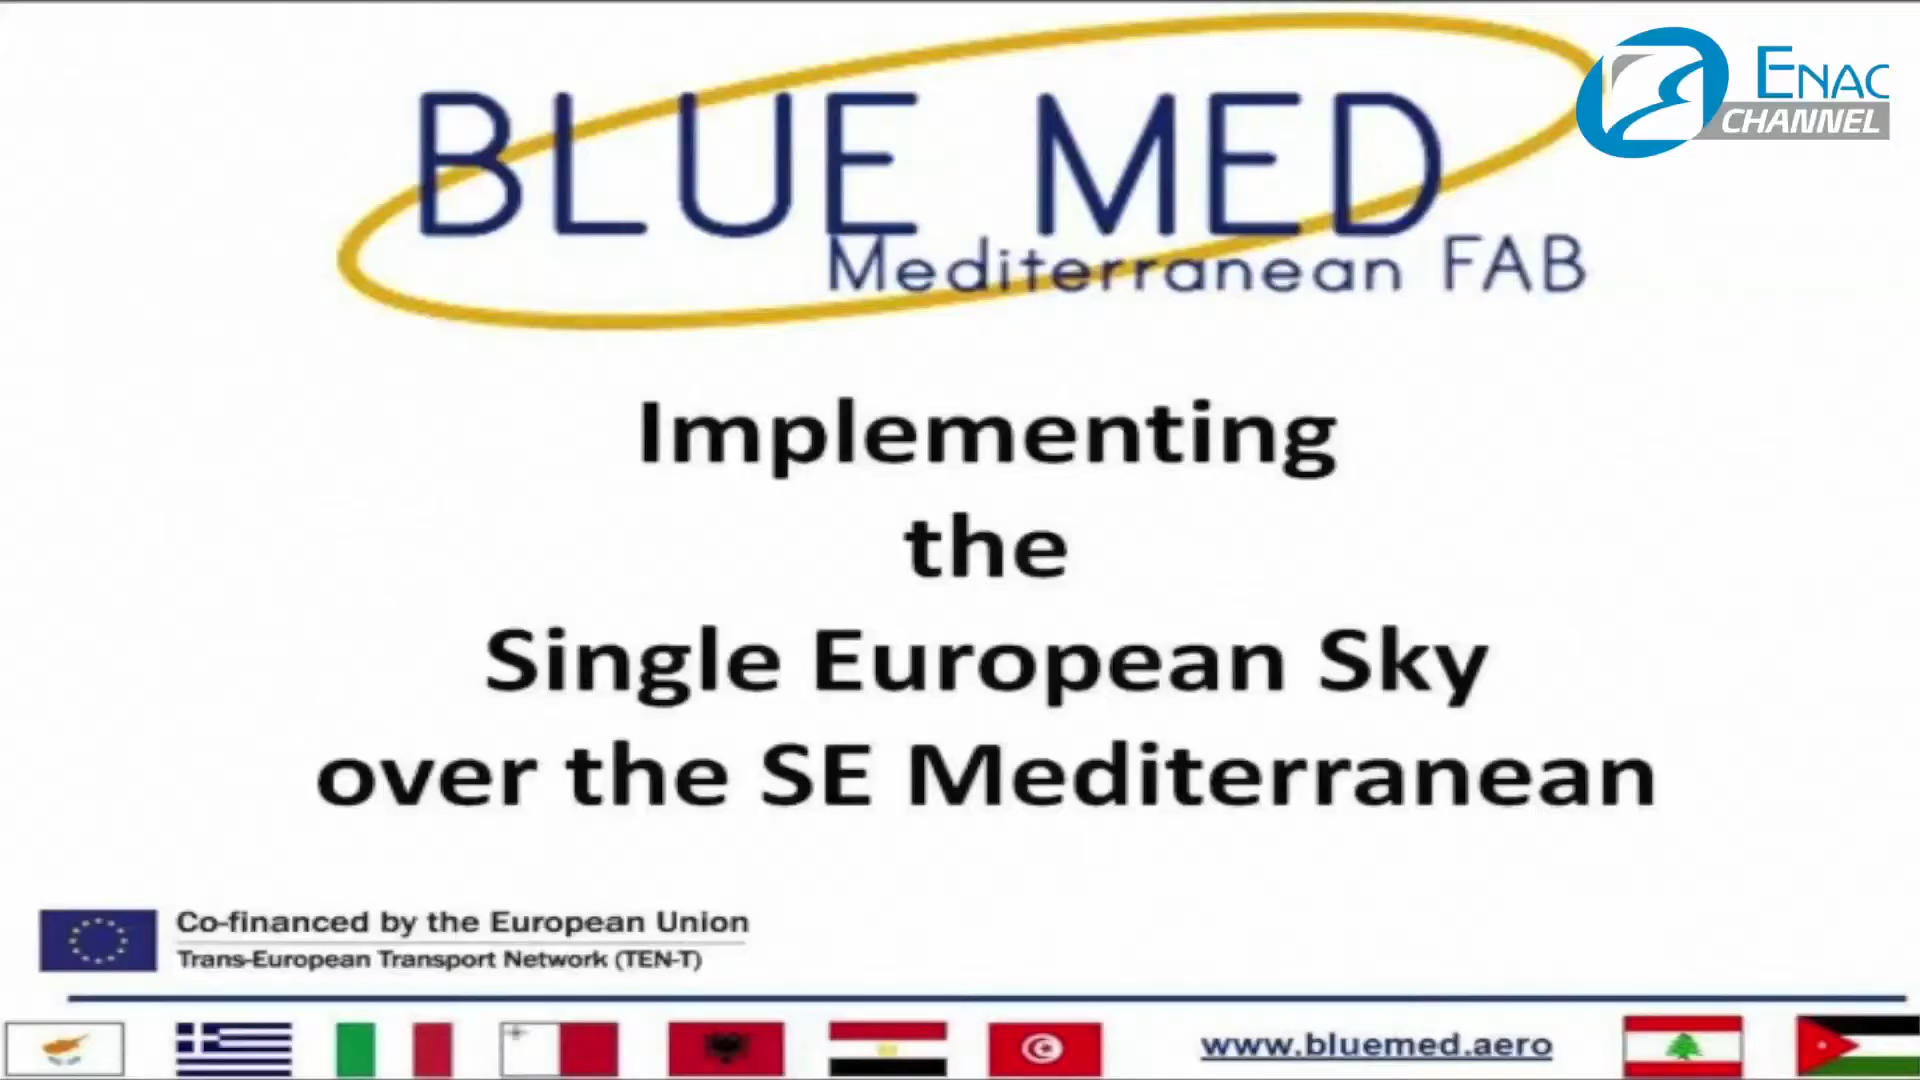 BLUE MED
Mediterranean FAB
ENAC
CHANNEL
Implementing
the
Single European Sky
over the SE Mediterranean
Co-financed by the European Union
Trans-European Transport Network (TEN-T)
www.bluemed.aero